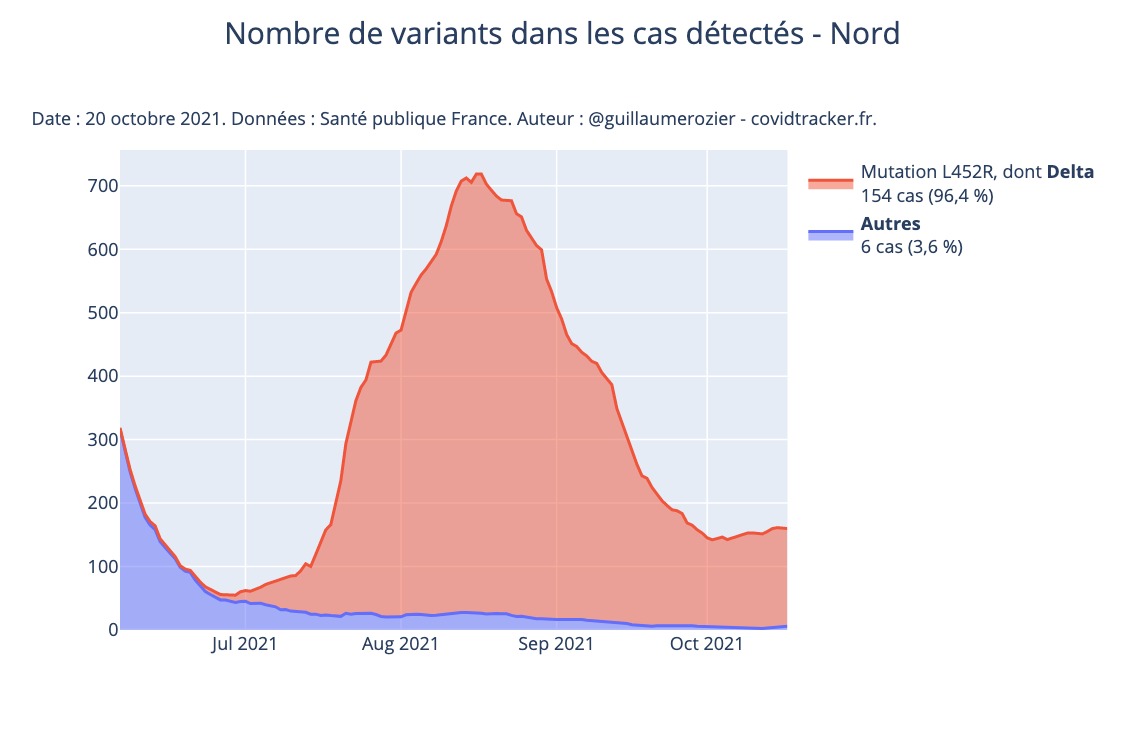 Nombre de variants dans les cas détectés - Nord
Date : 20 octobre 2021. Données : Santé publique France. Auteur : @guillaumerozier - covidtracker.fr.
Mutation L452R, dont Delta
154 cas (96,4 %)
Autres
6 cas (3,6 %)
700
600
500
400
300
200
100
0
Jul 2021
Aug 2021
Sep 2021
Oct 2021